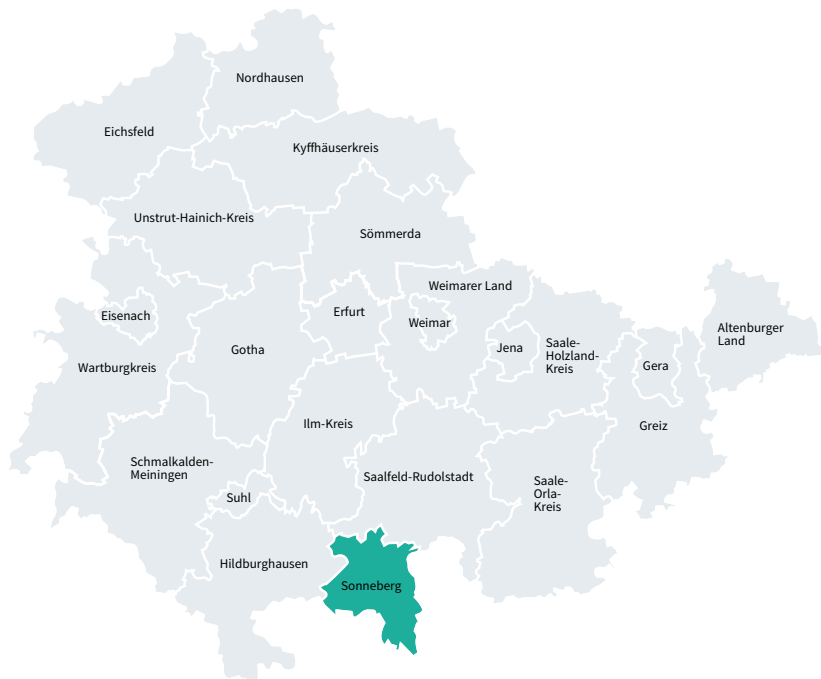 Nordhausen
Eichsfeld
Kyffhäuserkreis
Unstrut-Hainich-Kreis
Sömmerda
Weimarer Land
Eisenach
Erfurt
Weimar
Altenburger
Land
Gotha
Jena
Saale-
Holzland-
Kreis
Wartburgkreis
Gera
Ilm-Kreis
Greiz
Schmalkalden-
Meiningen
Saalfeld-Rudolstadt
Saale-
Orla-
Kreis
Suhl
Hildburghausen
Sonneberg